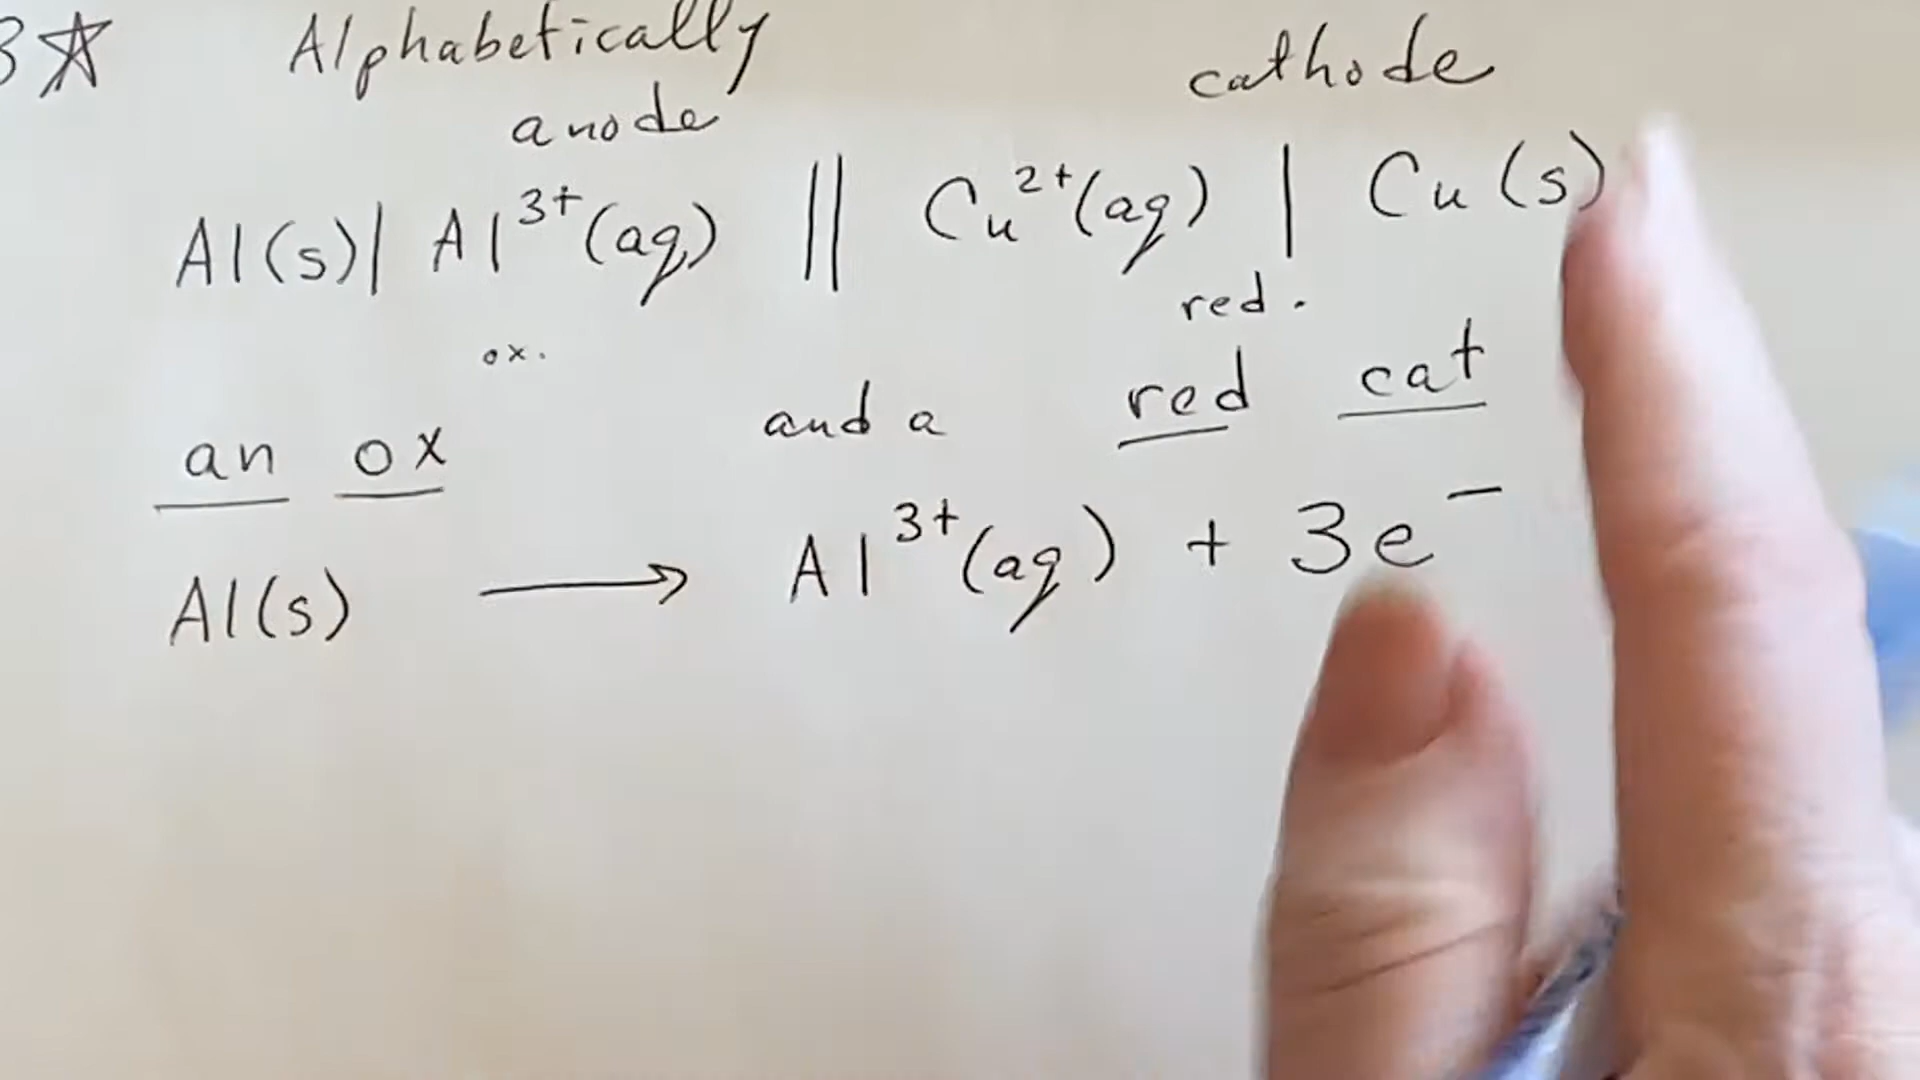 3☆ Alphabetically
anode cathode
Al(s)| Al³⁺(aq) || Cu²⁺(aq) | Cu(s)
ox. red.
an ox and a red cat
Al(s) ⟶ Al³⁺(aq) + 3e⁻